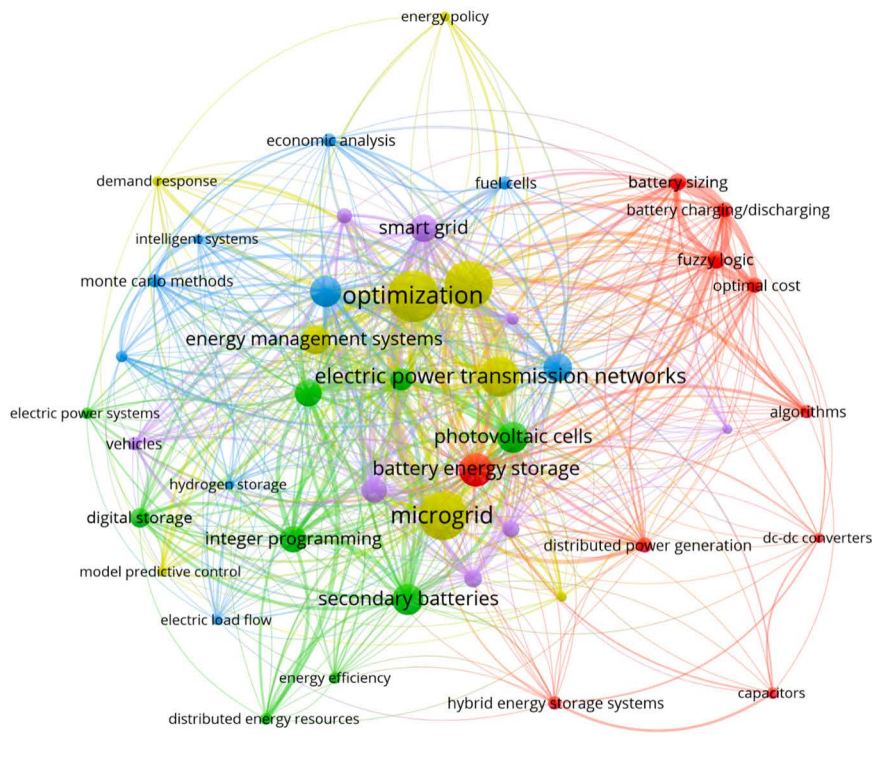 energy policy
economic analysis
demand response
fuel cells
battery sizing
battery charging/discharging
smart grid
intelligent systems
fuzzy logic
monte carlo methods
optimal cost
optimization
energy management systems
electric power transmission networks
electric power systems
algorithms
photovoltaic cells
vehicles
battery energy storage
hydrogen storage
digital storage
microgrid
integer programming
distributed power generation
dc-dc converters
model predictive control
secondary batteries
electric load flow
energy efficiency
capacitors
hybrid energy storage systems
distributed energy resources